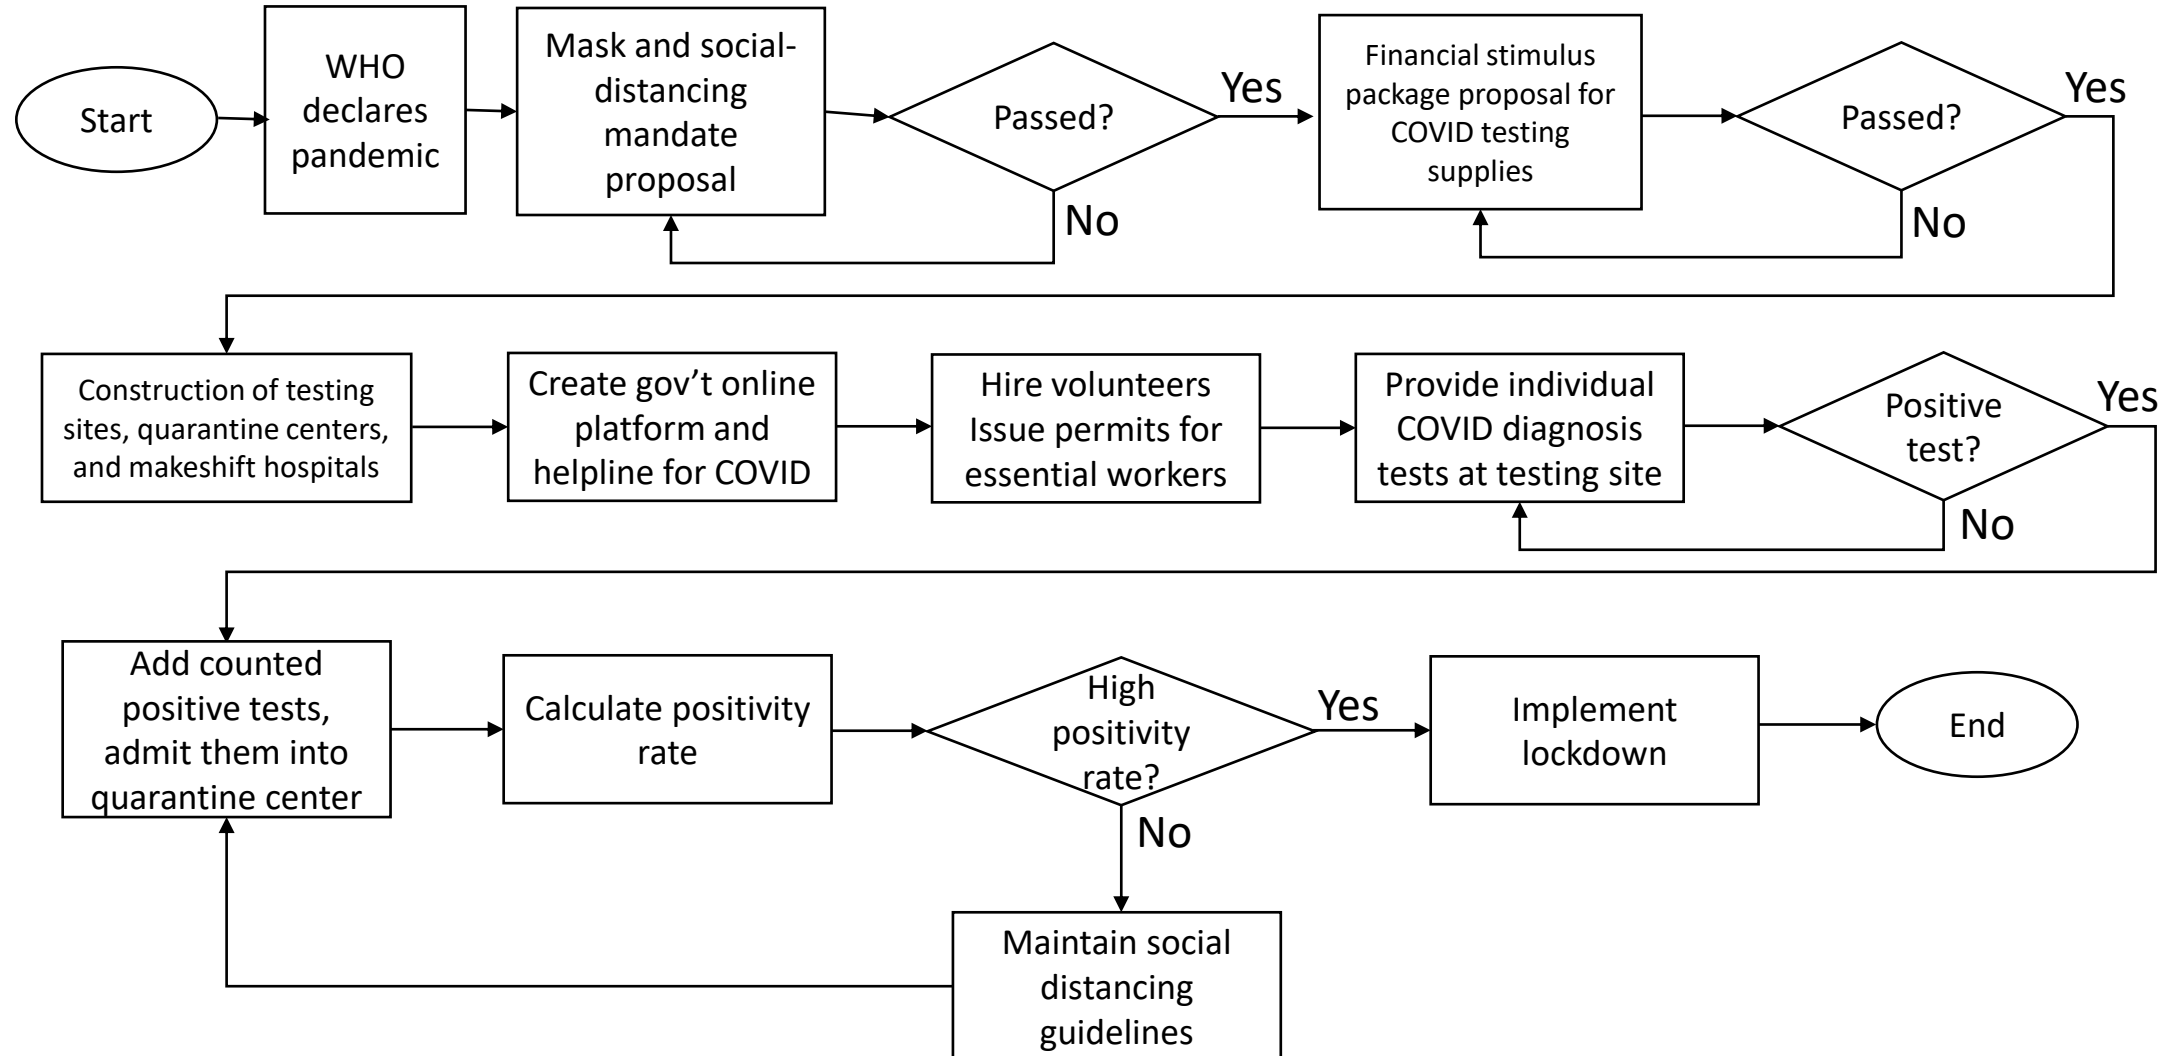 Start
WHO
declares
pandemic
Mask and social-
distancing
mandate
proposal
Passed?
Yes
No
Financial stimulus
package proposal for
COVID testing
supplies
Passed?
Yes
No
Construction of testing
sites, quarantine centers,
and makeshift hospitals
Create gov’t online
platform and
helpline for COVID
Hire volunteers
Issue permits for
essential workers
Provide individual
COVID diagnosis
tests at testing site
Positive
test?
Yes
No
Add counted
positive tests,
admit them into
quarantine center
Calculate positivity
rate
High
positivity
rate?
Yes
No
Implement
lockdown
End
Maintain social
distancing
guidelines